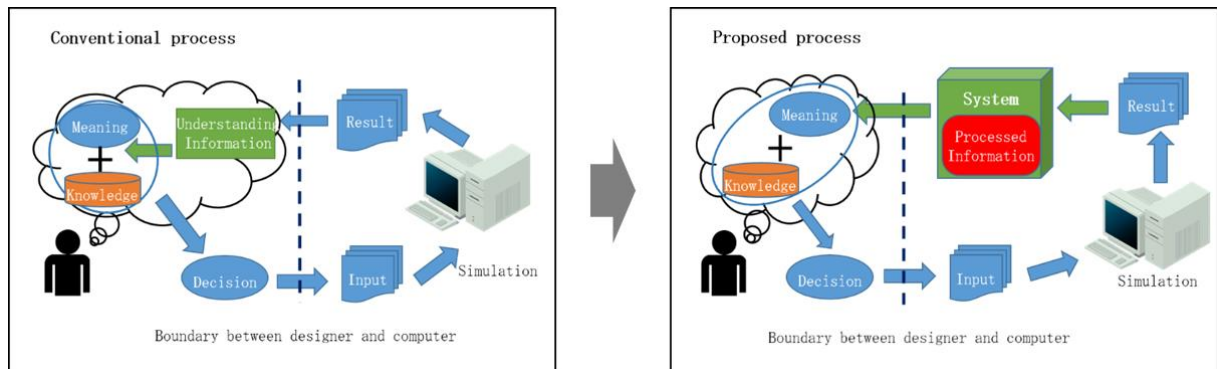 Conventional process
Meaning
Understanding
Information
Result
Knowledge
Decision
Input
Simulation
Boundary between designer and computer
Proposed process
Meaning
System
Processed
Information
Result
Knowledge
Decision
Input
Simulation
Boundary between designer and computer